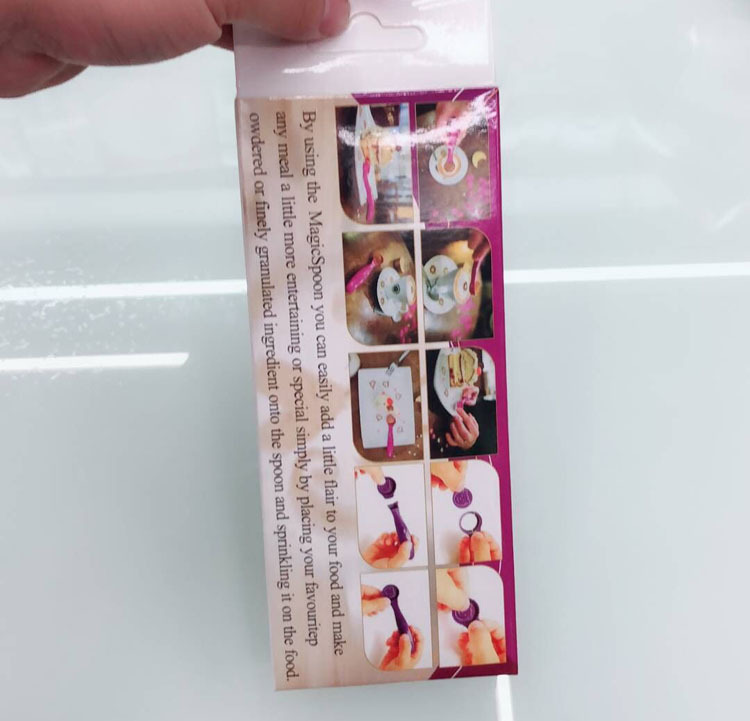 By using the MagicSpoon you can easily add a little flair to your food and make
any meal a little more entertaining or special simply by placing your favouritep
owdered or finely granulated ingredient onto the spoon and sprinkling it on the food.